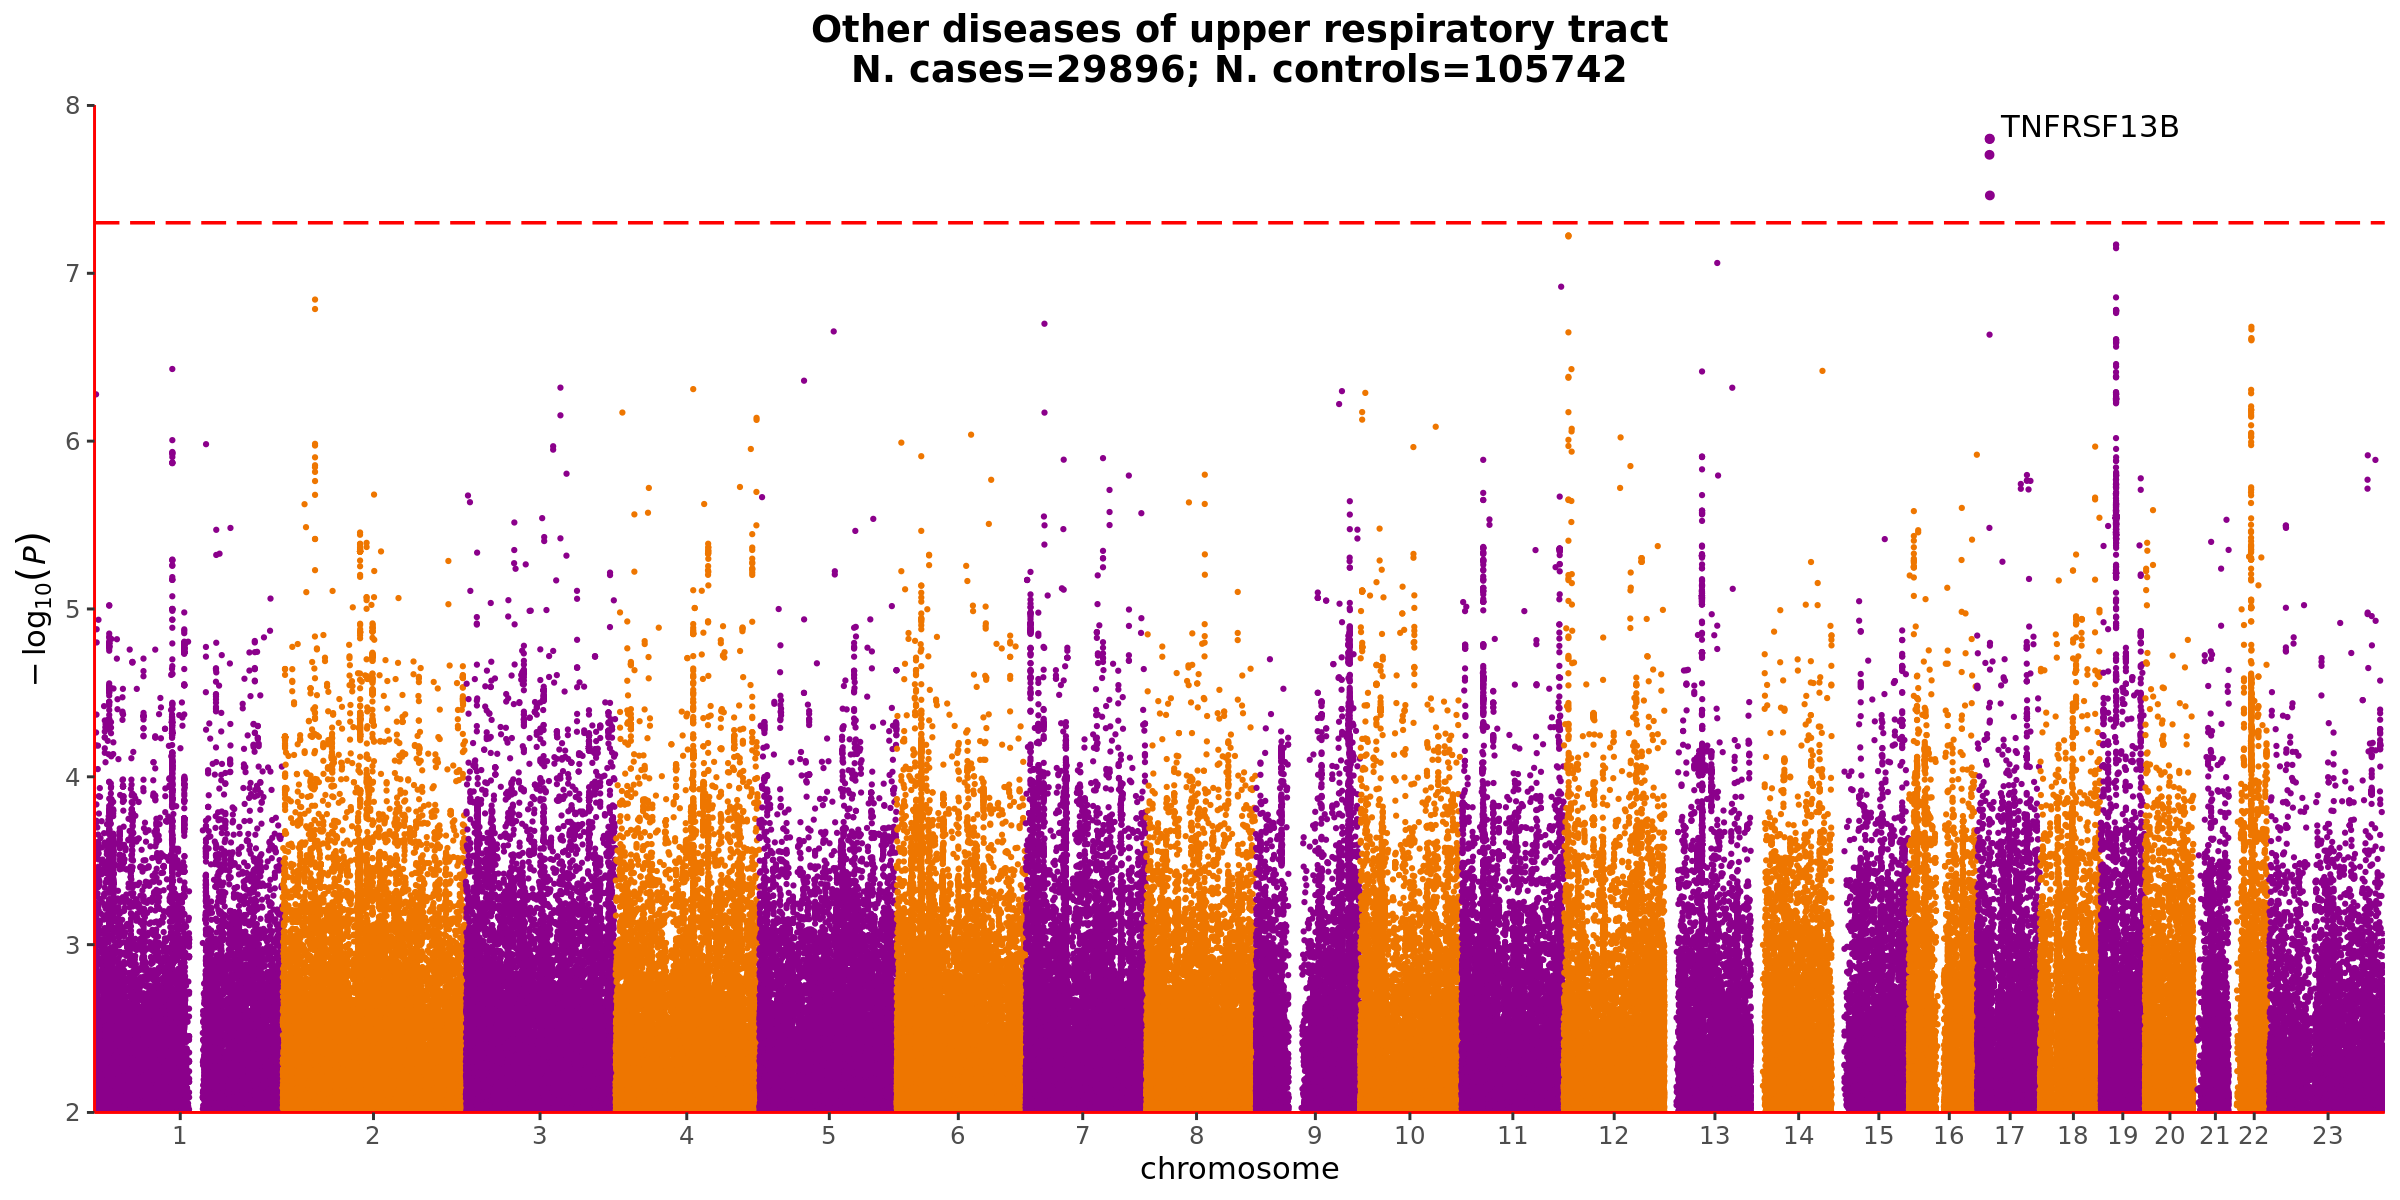 Other diseases of upper respiratory tract
N. cases=29896; N. controls=105742
8
TNFRSF13B
7
6
5
4
3
2
−log10(P)
1 2 3 4 5 6 7 8 9 10 11 12 13 14 15 16 17 18 19 20 21 22 23
chromosome